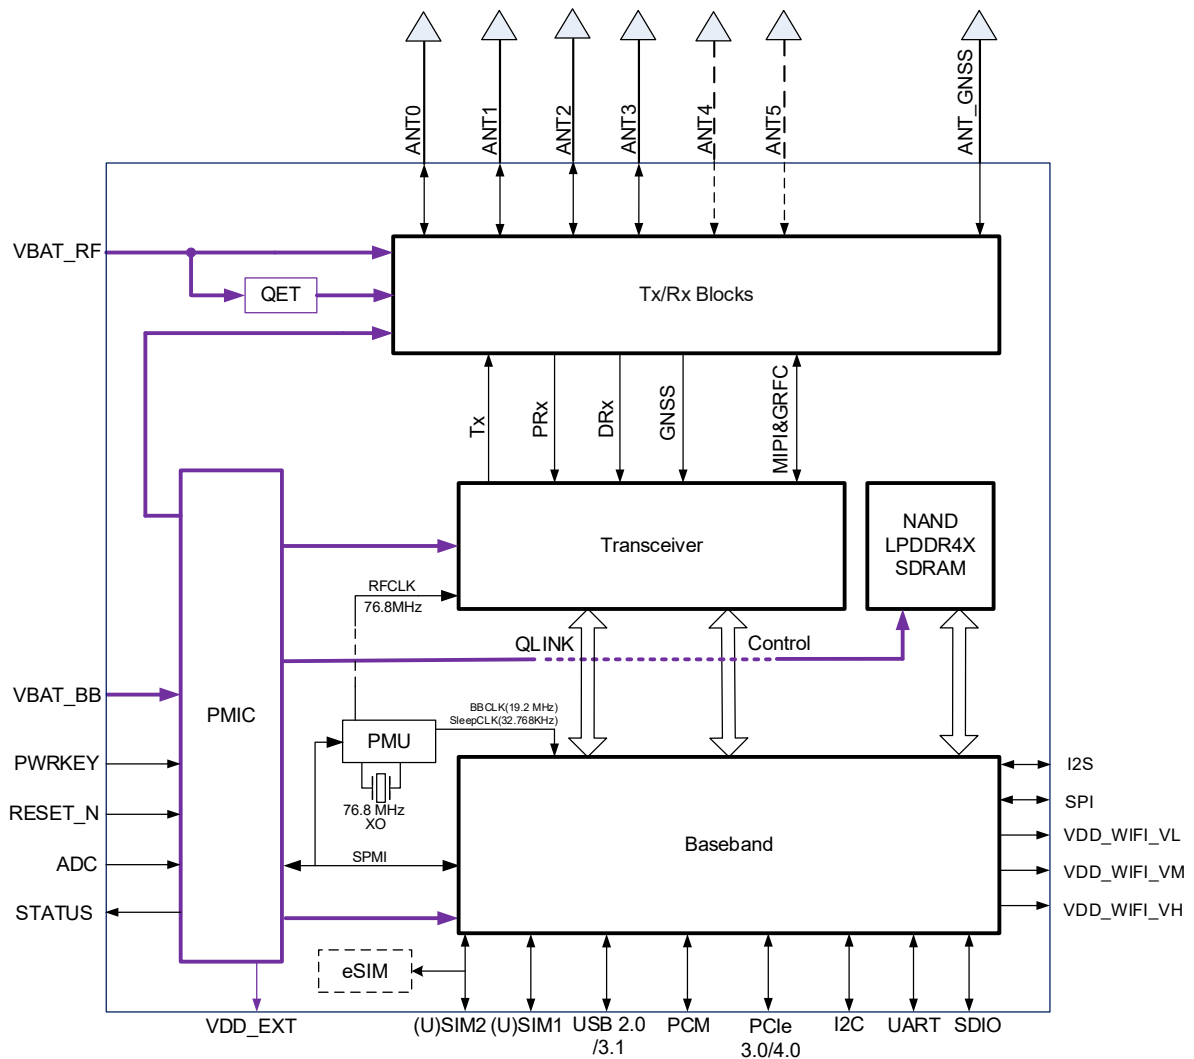 ANT0
ANT1
ANT2
ANT3
ANT4
ANT5
ANT_GNSS
VBAT_RF
QET
Tx/Rx Blocks
Tx
PRx
DRx
GNSS
MIPI&GRFC
Transceiver
NAND
LPDDR4X
SDRAM
RFCLK
76.8MHz
QLINK
Control
VBAT_BB
PMIC
BBCLK(19.2 MHz)
SleepCLK(32.768KHz)
PMU
PWRKEY
76.8 MHz
XO
RESET_N
SPMI
ADC
STATUS
Baseband
I2S
SPI
VDD_WIFI_VL
VDD_WIFI_VM
VDD_WIFI_VH
eSIM
VDD_EXT
(U)SIM2
(U)SIM1
USB 2.0
/3.1
PCM
PCIe
3.0/4.0
I2C
UART
SDIO